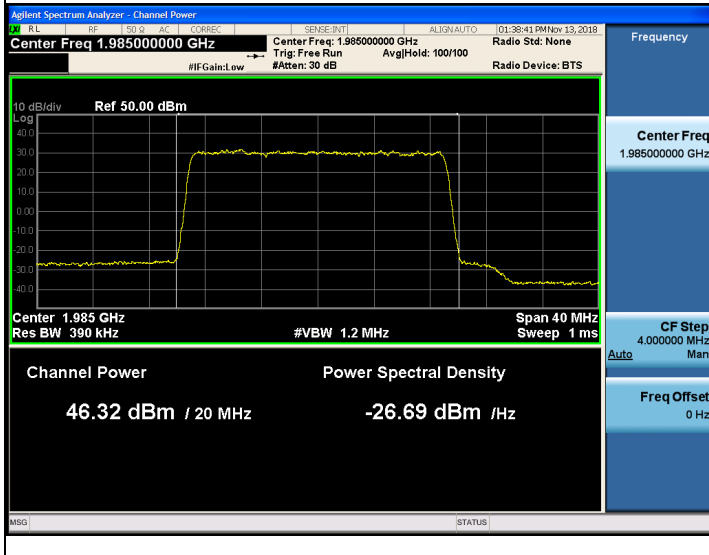 Agilent Spectrum Analyzer - Channel Power
LXI RL RF 50 Ω AC CORREC SENSE:INT ALIGNAUTO 01:38:41 PM Nov 13, 2018
Center Freq 1.985000000 GHz
Center Freq: 1.985000000 GHz
Radio Std: None
Trig: Free Run Avg|Hold: 100/100
#IFGain:Low
#Atten: 30 dB
Radio Device: BTS
Frequency
10 dB/div Ref 50.00 dBm
Log
40.0
30.0
20.0
10.0
0.00
-10.0
-20.0
-30.0
-40.0
Center 1.985 GHz
Span 40 MHz
Res BW 390 kHz
#VBW 1.2 MHz
Sweep 1 ms
Channel Power
Power Spectral Density
46.32 dBm / 20 MHz
-26.69 dBm /Hz
Center Freq
1.985000000 GHz
CF Step
4.000000 MHz
Auto Man
Freq Offset
0 Hz
MSG
STATUS